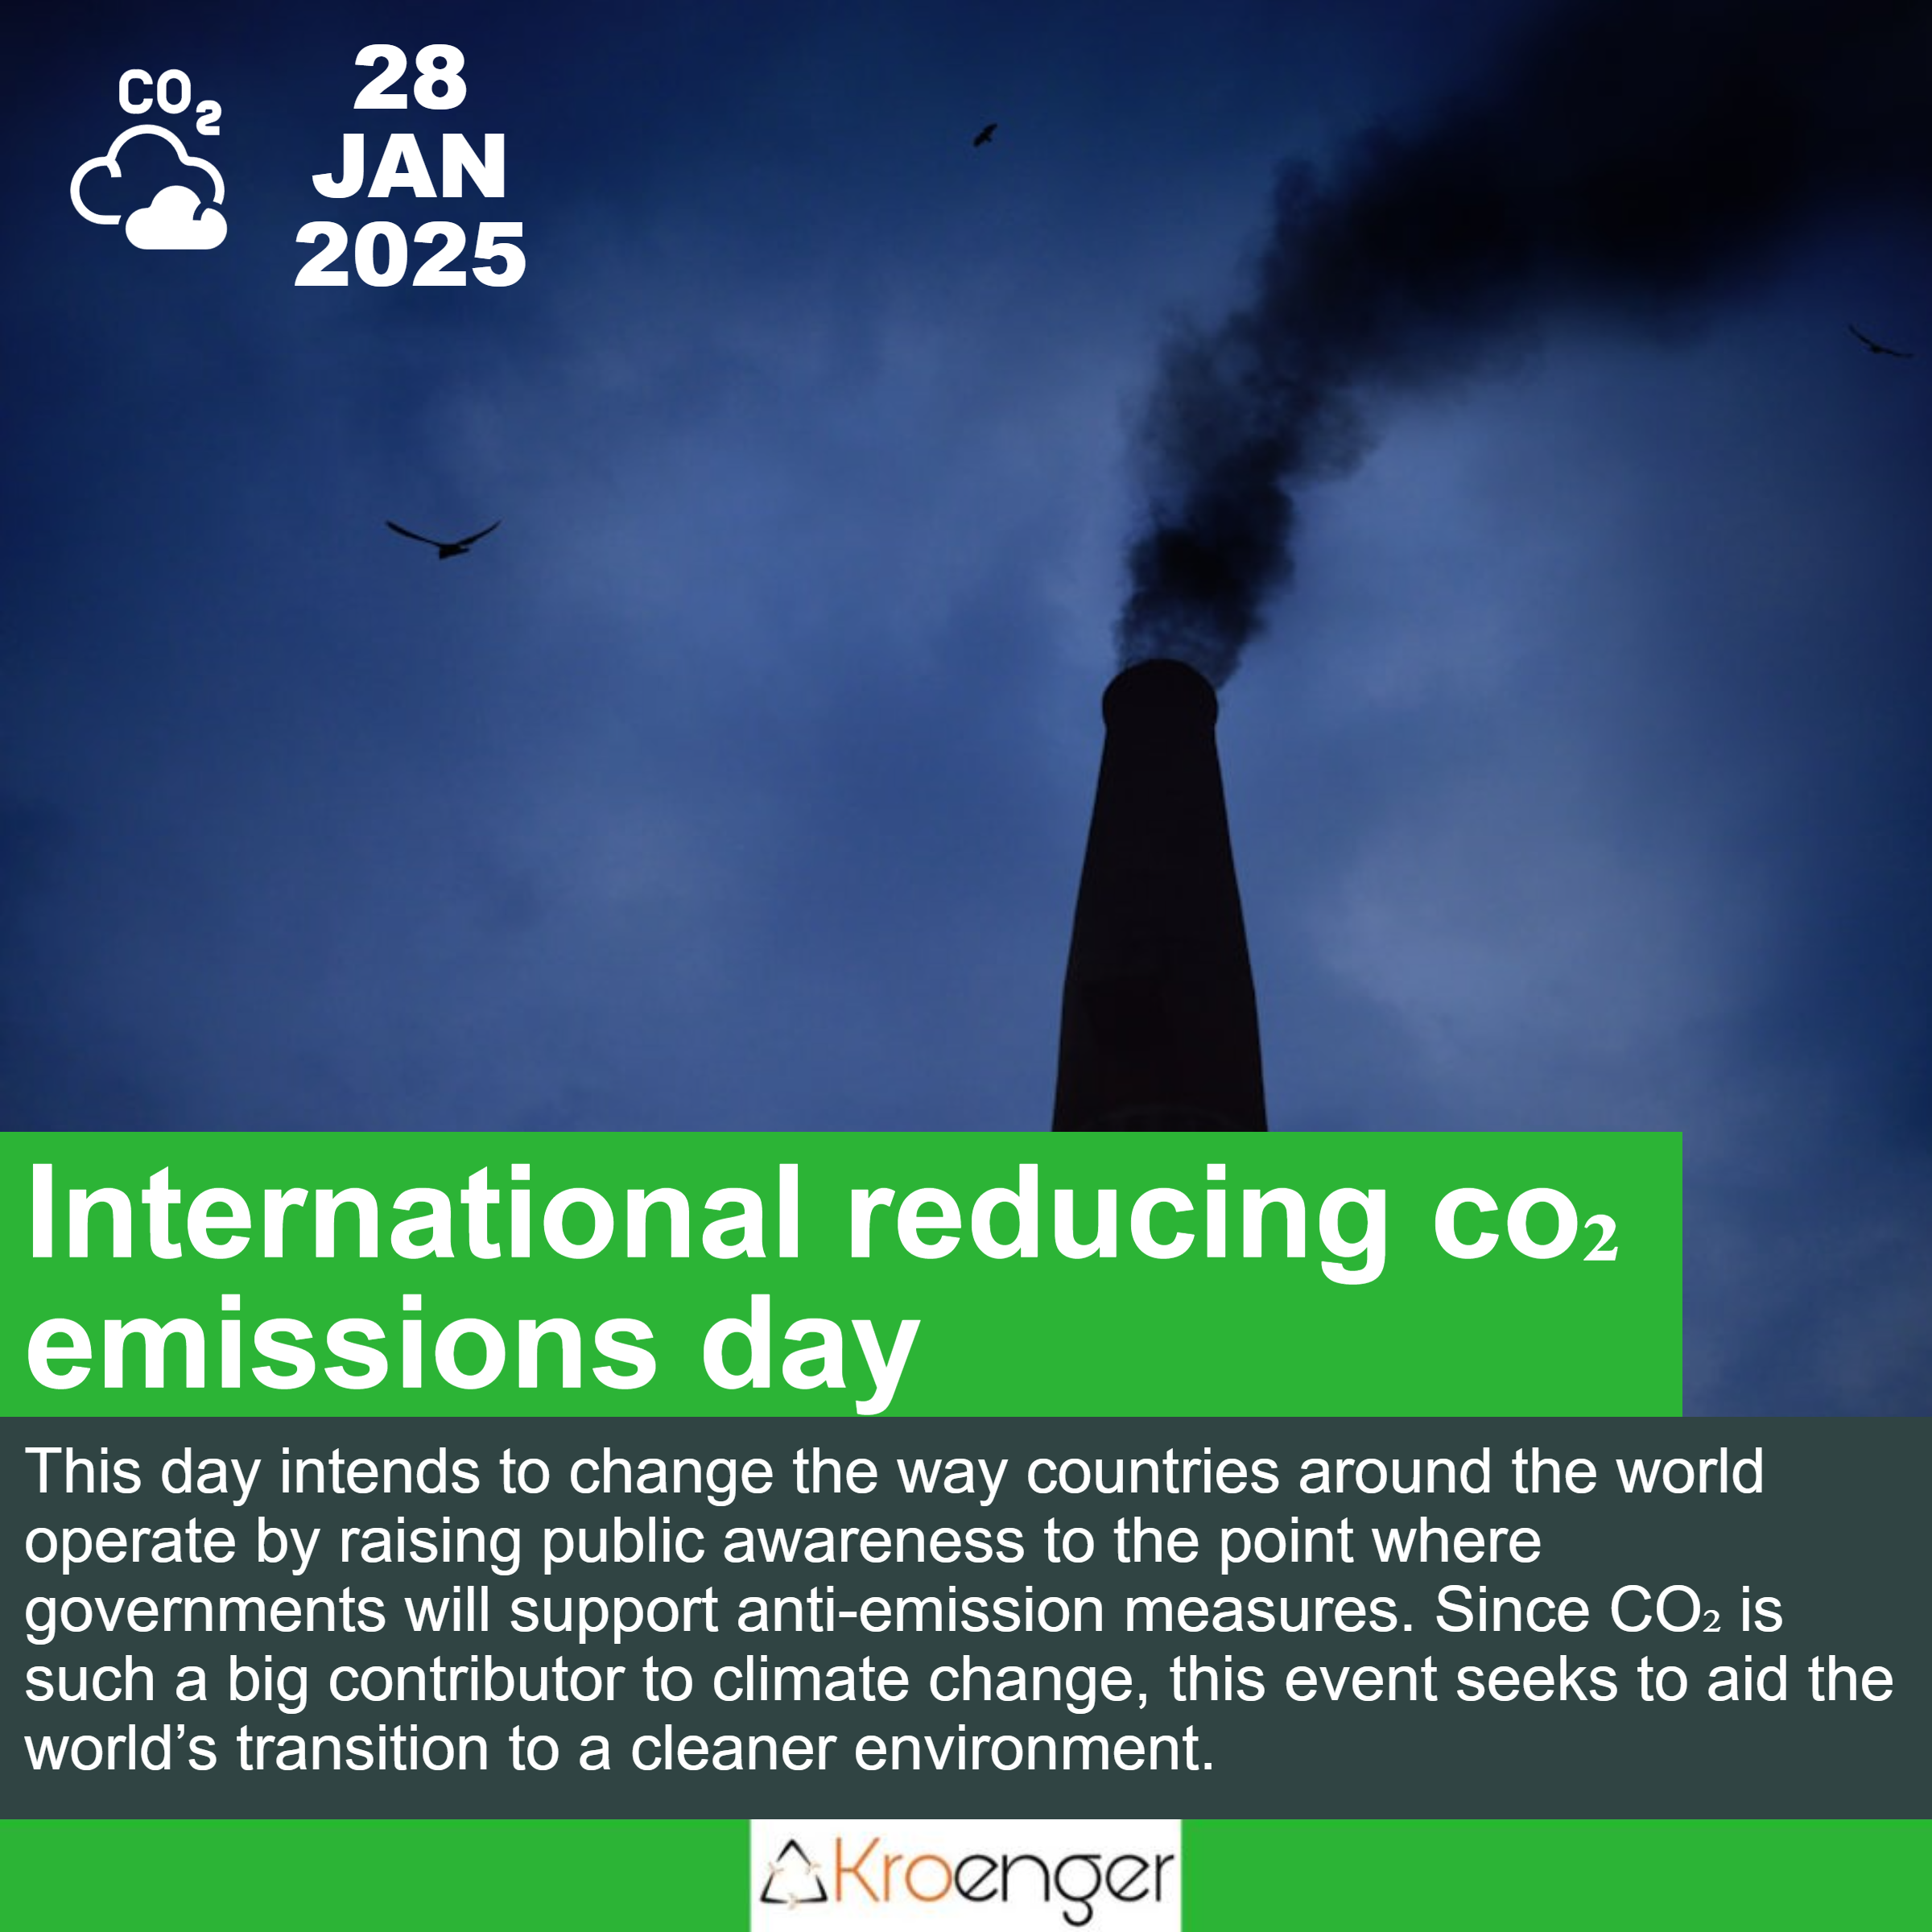 CO₂
28
JAN
2025
International reducing co₂
emissions day
This day intends to change the way countries around the world
operate by raising public awareness to the point where
governments will support anti-emission measures. Since CO₂ is
such a big contributor to climate change, this event seeks to aid the
world’s transition to a cleaner environment.
Kroenger